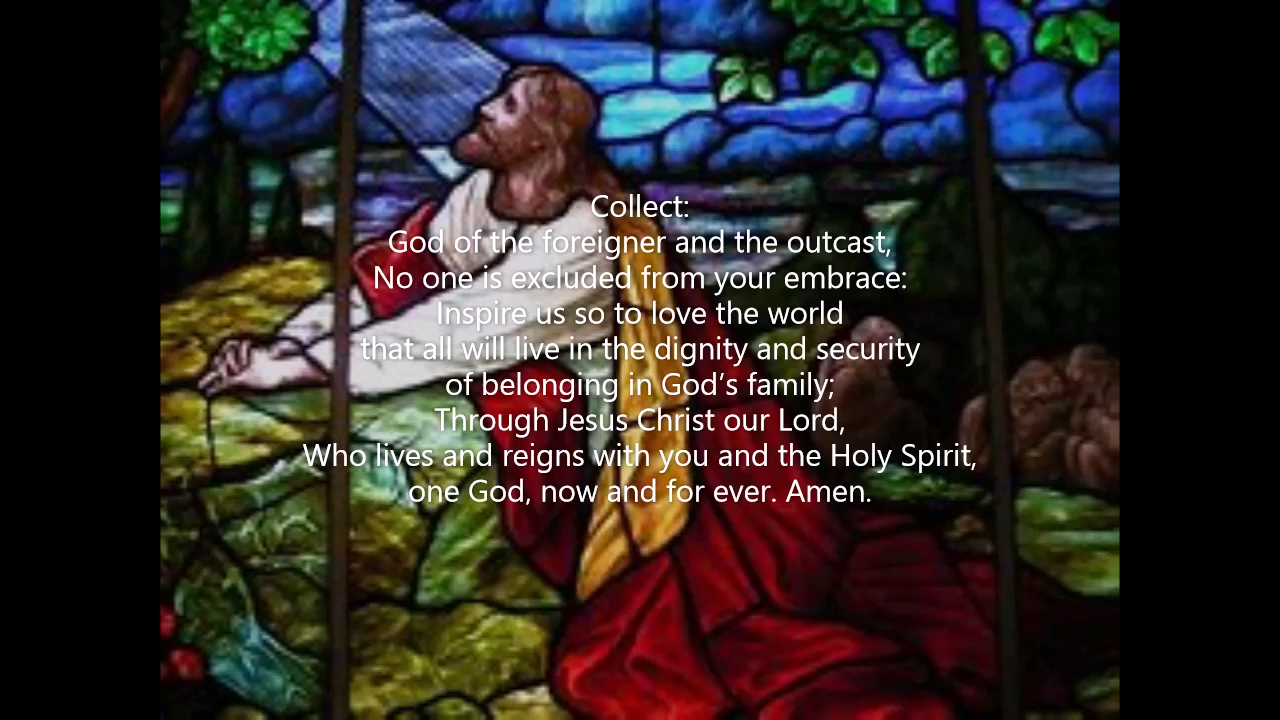 Collect:
God of the foreigner and the outcast,
No one is excluded from your embrace:
Inspire us so to love the world
that all will live in the dignity and security
of belonging in God’s family;
Through Jesus Christ our Lord,
Who lives and reigns with you and the Holy Spirit,
one God, now and for ever. Amen.